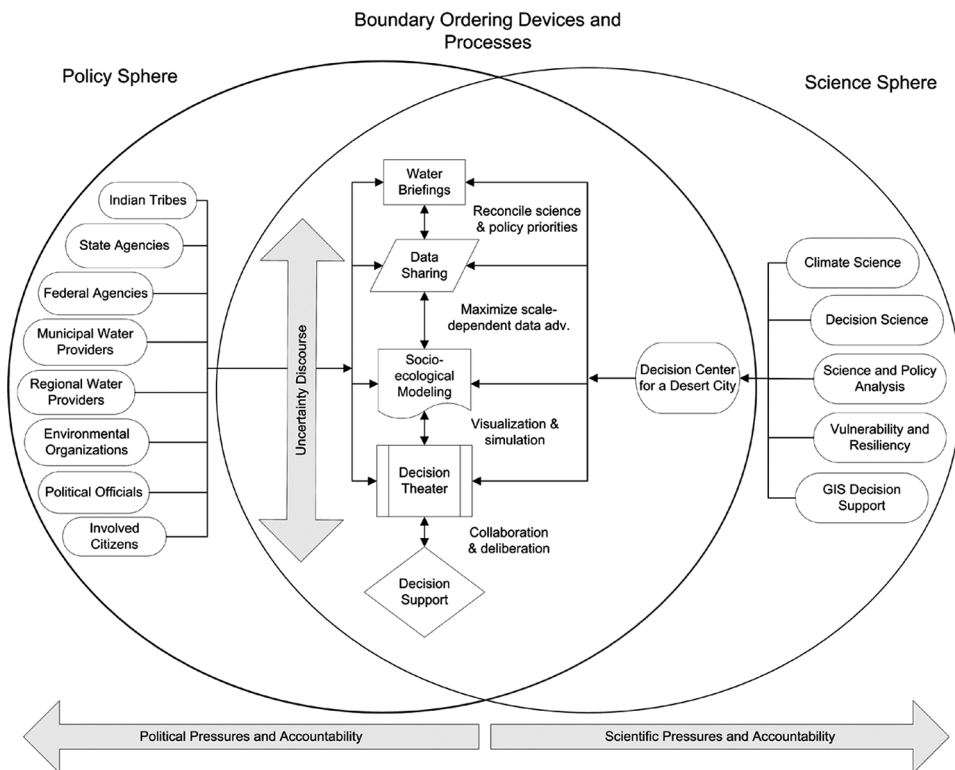 Boundary Ordering Devices and
Processes
Policy Sphere
Science Sphere
Indian Tribes
State Agencies
Federal Agencies
Municipal Water
Providers
Regional Water
Providers
Environmental
Organizations
Political Officials
Involved
Citizens
Uncertainty Discourse
Water
Briefings
Reconcile science
& policy priorities
Data
Sharing
Maximize scale-
dependent data adv.
Socio-
ecological
Modeling
Visualization &
simulation
Decision
Theater
Collaboration
& deliberation
Decision
Support
Decision Center
for a Desert City
Climate Science
Decision Science
Science and Policy
Analysis
Vulnerability and
Resiliency
GIS Decision
Support
Political Pressures and Accountability
Scientific Pressures and Accountability